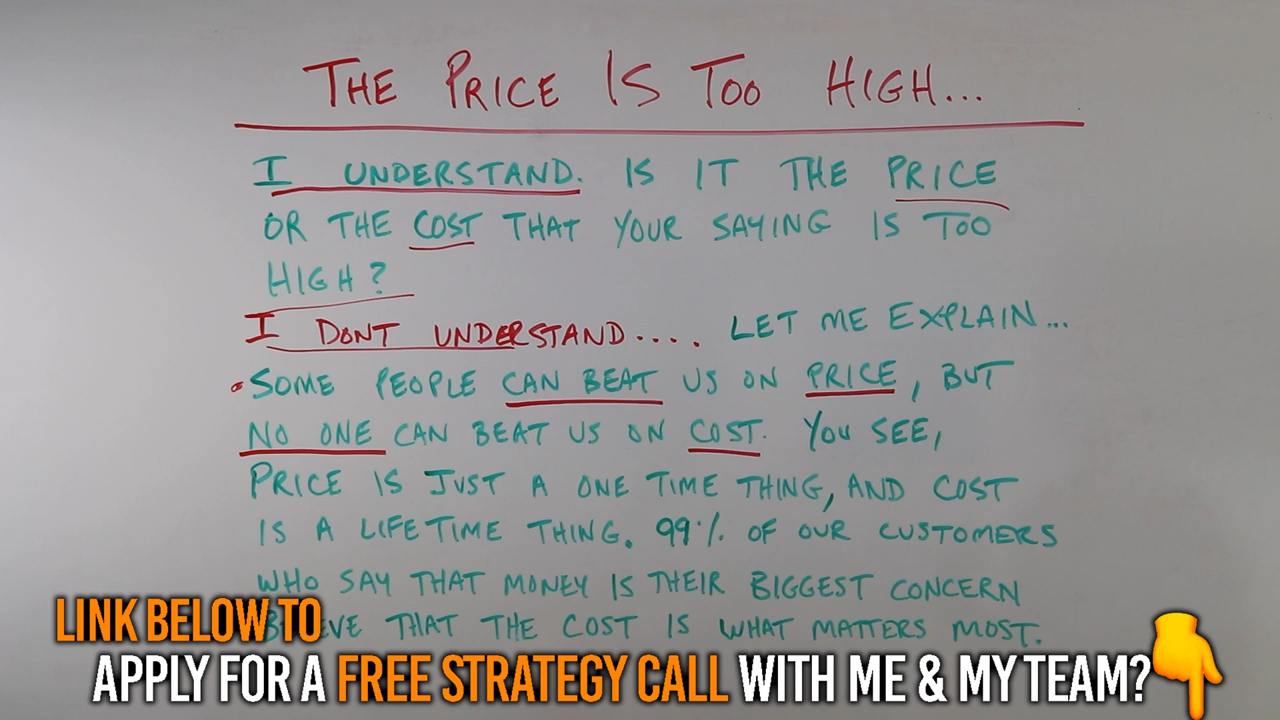 THE PRICE IS TOO HIGH...
I UNDERSTAND. IS IT THE PRICE
OR THE COST THAT YOUR SAYING IS TOO
HIGH?
I DONT UNDERSTAND.... LET ME EXPLAIN...
• SOME PEOPLE CAN BEAT US ON PRICE, BUT
NO ONE CAN BEAT US ON COST. YOU SEE,
PRICE IS JUST A ONE TIME THING, AND COST
IS A LIFETIME THING. 99% OF OUR CUSTOMERS
WHO SAY THAT MONEY IS THEIR BIGGEST CONCERN
THAT THE COST IS WHAT MATTERS MOST.
LINK BELOW TO
APPLY FOR A FREE STRATEGY CALL WITH ME & MY TEAM?